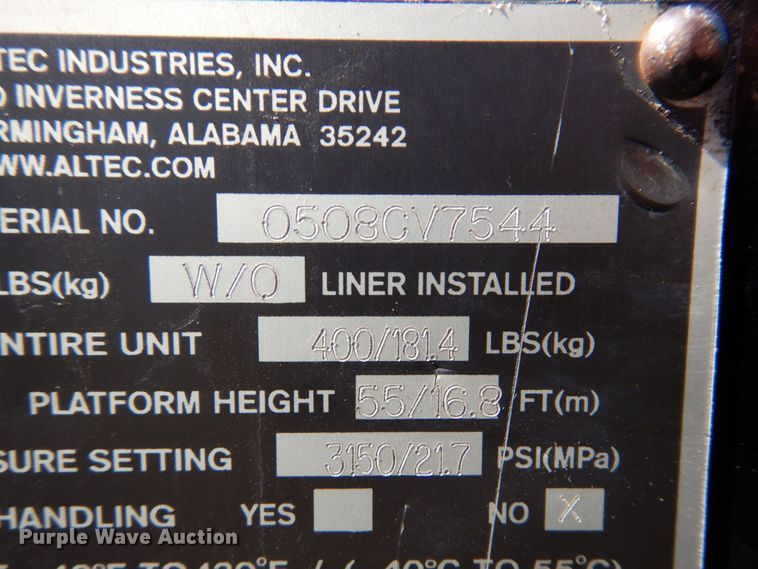 TEC INDUSTRIES, INC.
INVERNESS CENTER DRIVE
RMINGHAM, ALABAMA 35242
WW.ALTEC.COM
ERIAL NO. 0508CV7544
LBS(kg) W/O LINER INSTALLED
NTIRE UNIT 400/181.4 LBS(kg)
PLATFORM HEIGHT 55/16.8 FT(m)
SURE SETTING 3150/21.7 PSI(MPa)
HANDLING YES NO X
Purple Wave Auction